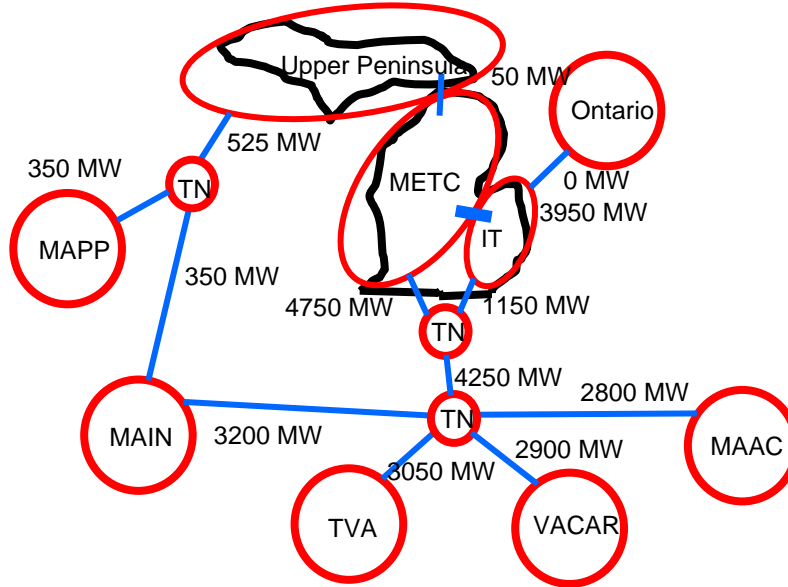 Upper Peninsula
50 MW
Ontario
525 MW
350 MW
TN
METC
0 MW
3950 MW
MAPP
IT
350 MW
4750 MW
1150 MW
TN
4250 MW
2800 MW
MAIN
3200 MW
TN
2900 MW
MAAC
3050 MW
TVA
VACAR